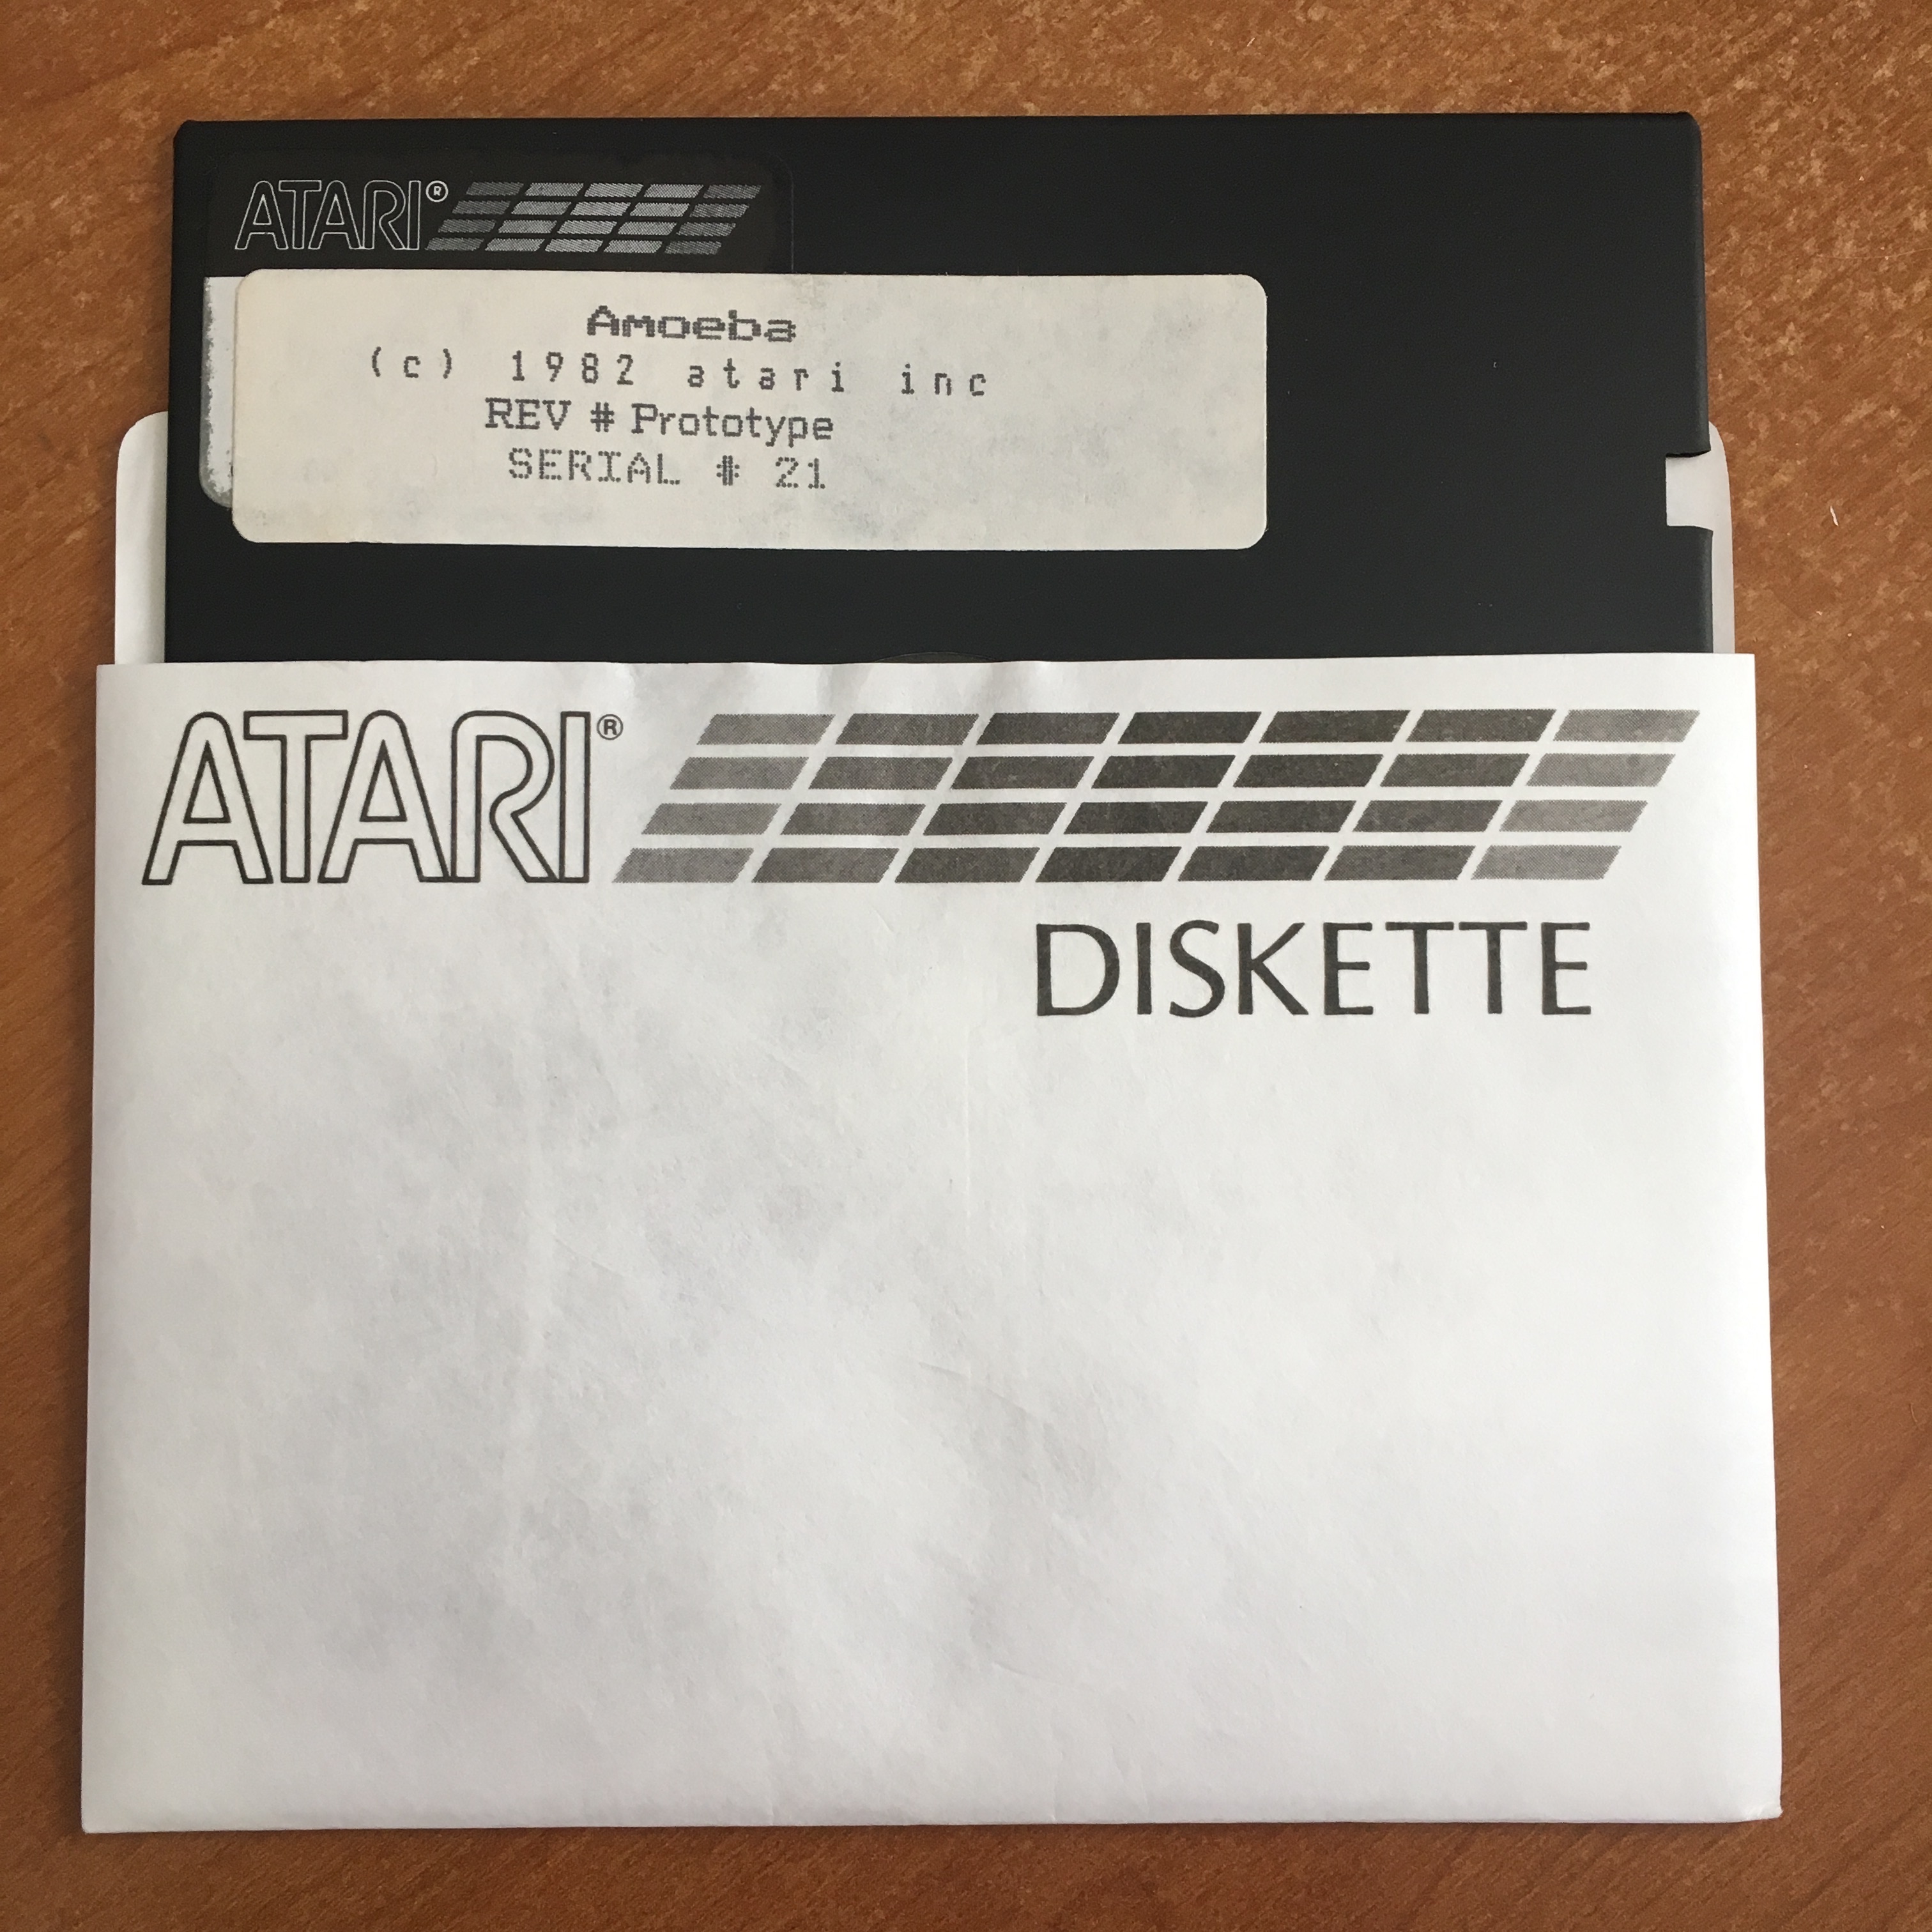 ATARI®
Amoeba
(c) 1982 atari inc
REV # Prototype
SERIAL # 21
ATARI®
DISKETTE